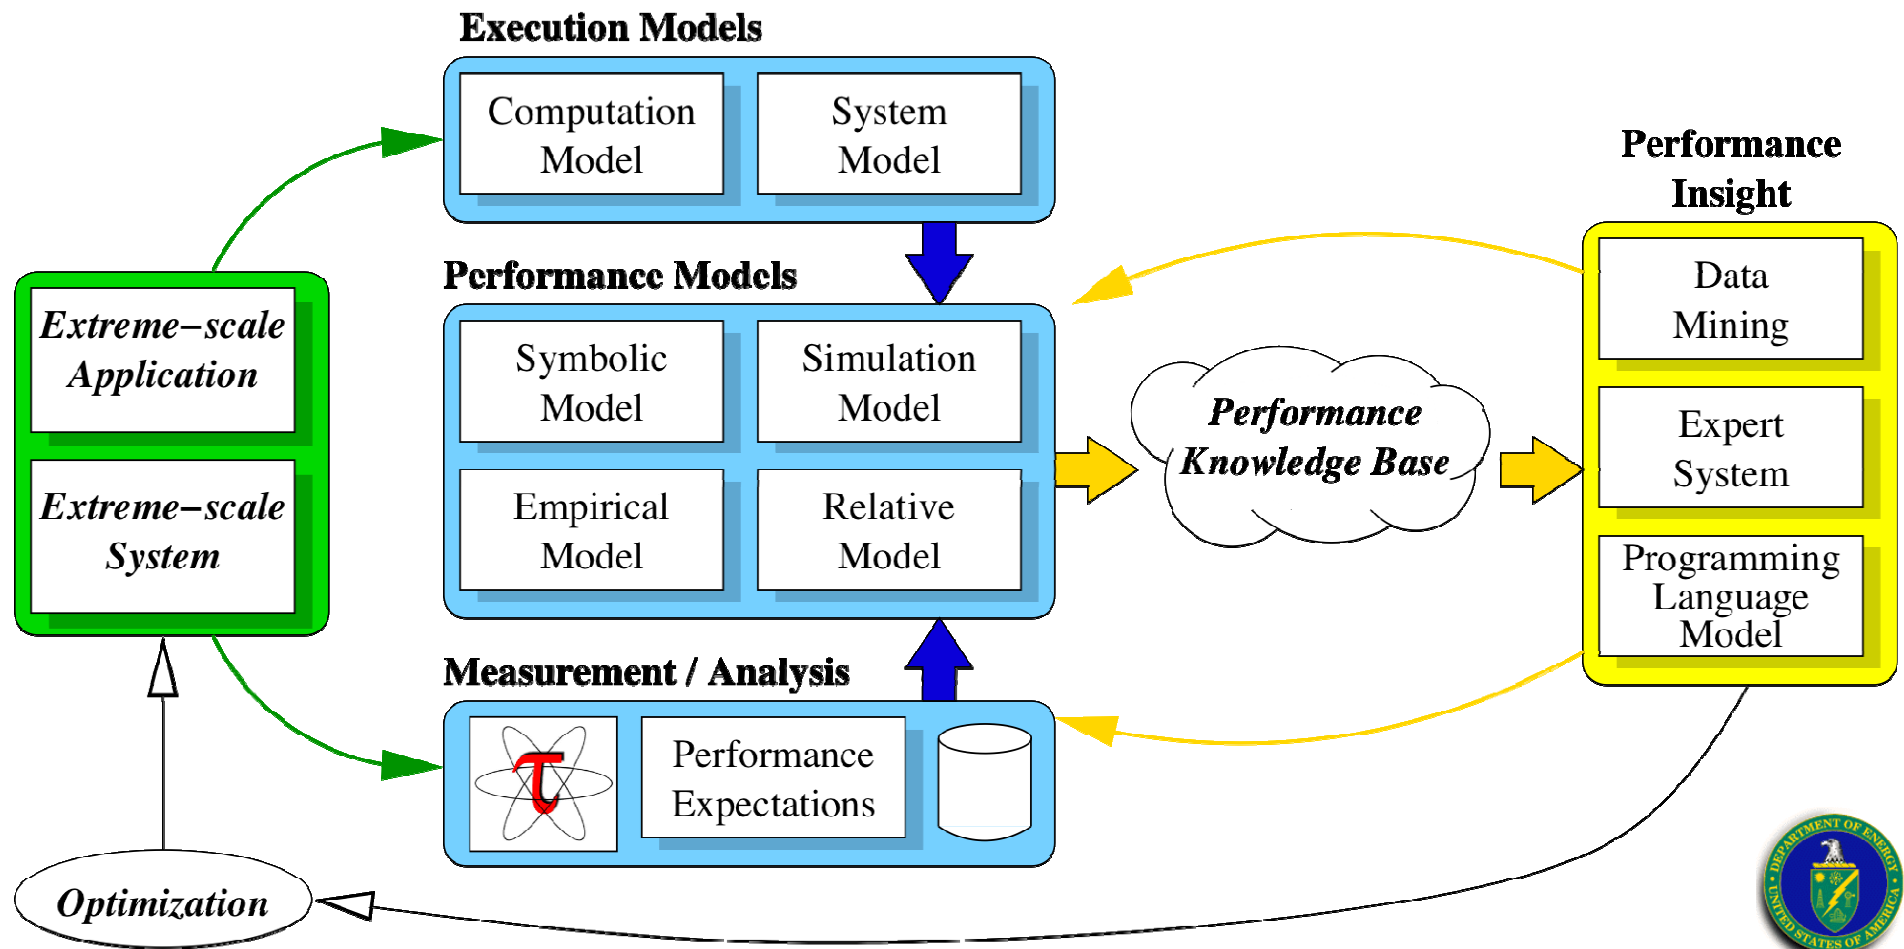 Execution Models
Computation
Model
System
Model
Performance
Insight
Performance Models
Extreme-scale
Application
Extreme-scale
System
Symbolic
Model
Simulation
Model
Empirical
Model
Relative
Model
Performance
Knowledge Base
Data
Mining
Expert
System
Programming
Language
Model
Measurement / Analysis
τ
Performance
Expectations
Optimization
DEPARTMENT OF ENERGY
UNITED STATES OF AMERICA